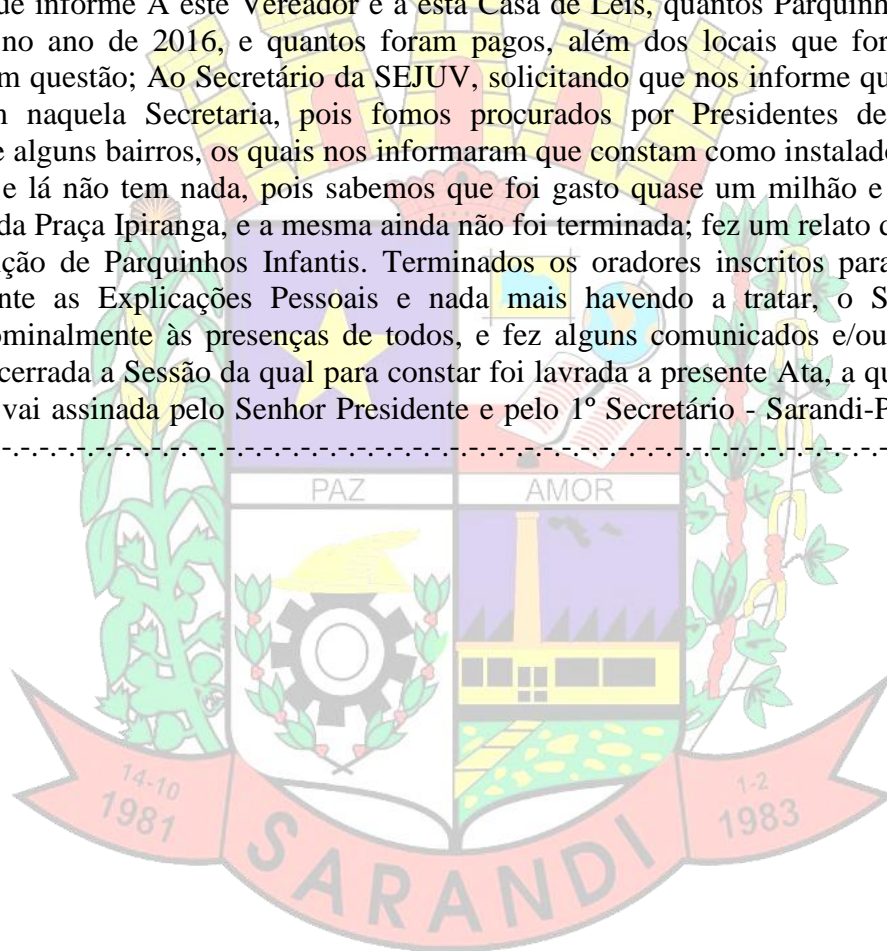 de informe A este Vereador e a esta Casa de Leis, quantos Parquinh
no ano de 2016, e quantos foram pagos, além dos locais que for
m questão; Ao Secretário da SEJUV, solicitando que nos informe qu
naquela Secretaria, pois fomos procurados por Presidentes de
e alguns bairros, os quais nos informaram que constam como instalado
e lá não tem nada, pois sabemos que foi gasto quase um milhão e
da Praça Ipiranga, e a mesma ainda não foi terminada; fez um relato
ição de Parquinhos Infantis. Terminados os oradores inscritos para
nte as Explicações Pessoais e nada mais havendo a tratar, o S
ominalmente às presenças de todos, e fez alguns comunicados e/ou
cerrada a Sessão da qual para constar foi lavrada a presente Ata, a qu
vai assinada pelo Senhor Presidente e pelo 1º Secretário - Sarandi-P
-.-.-.-.-.-.-.-.-.-.-.-.-.-.-.-.-.-.-.-.-.-.-.-.-.-.-.-.-.-.-.-.-.-.-.-.-.-.-.-.-.-.-.-.-.-.-.-.
PAZ AMOR
14-10 1-2
1981 1983
SARANDI